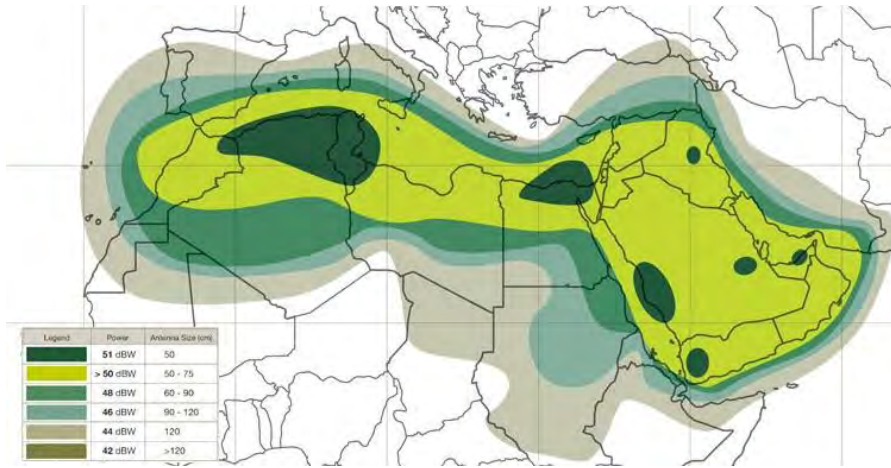 Legend Power Antenna Size (cm)
51 dBW 50
> 50 dBW 50 - 75
48 dBW 60 - 90
46 dBW 90 - 120
44 dBW 120
42 dBW >120